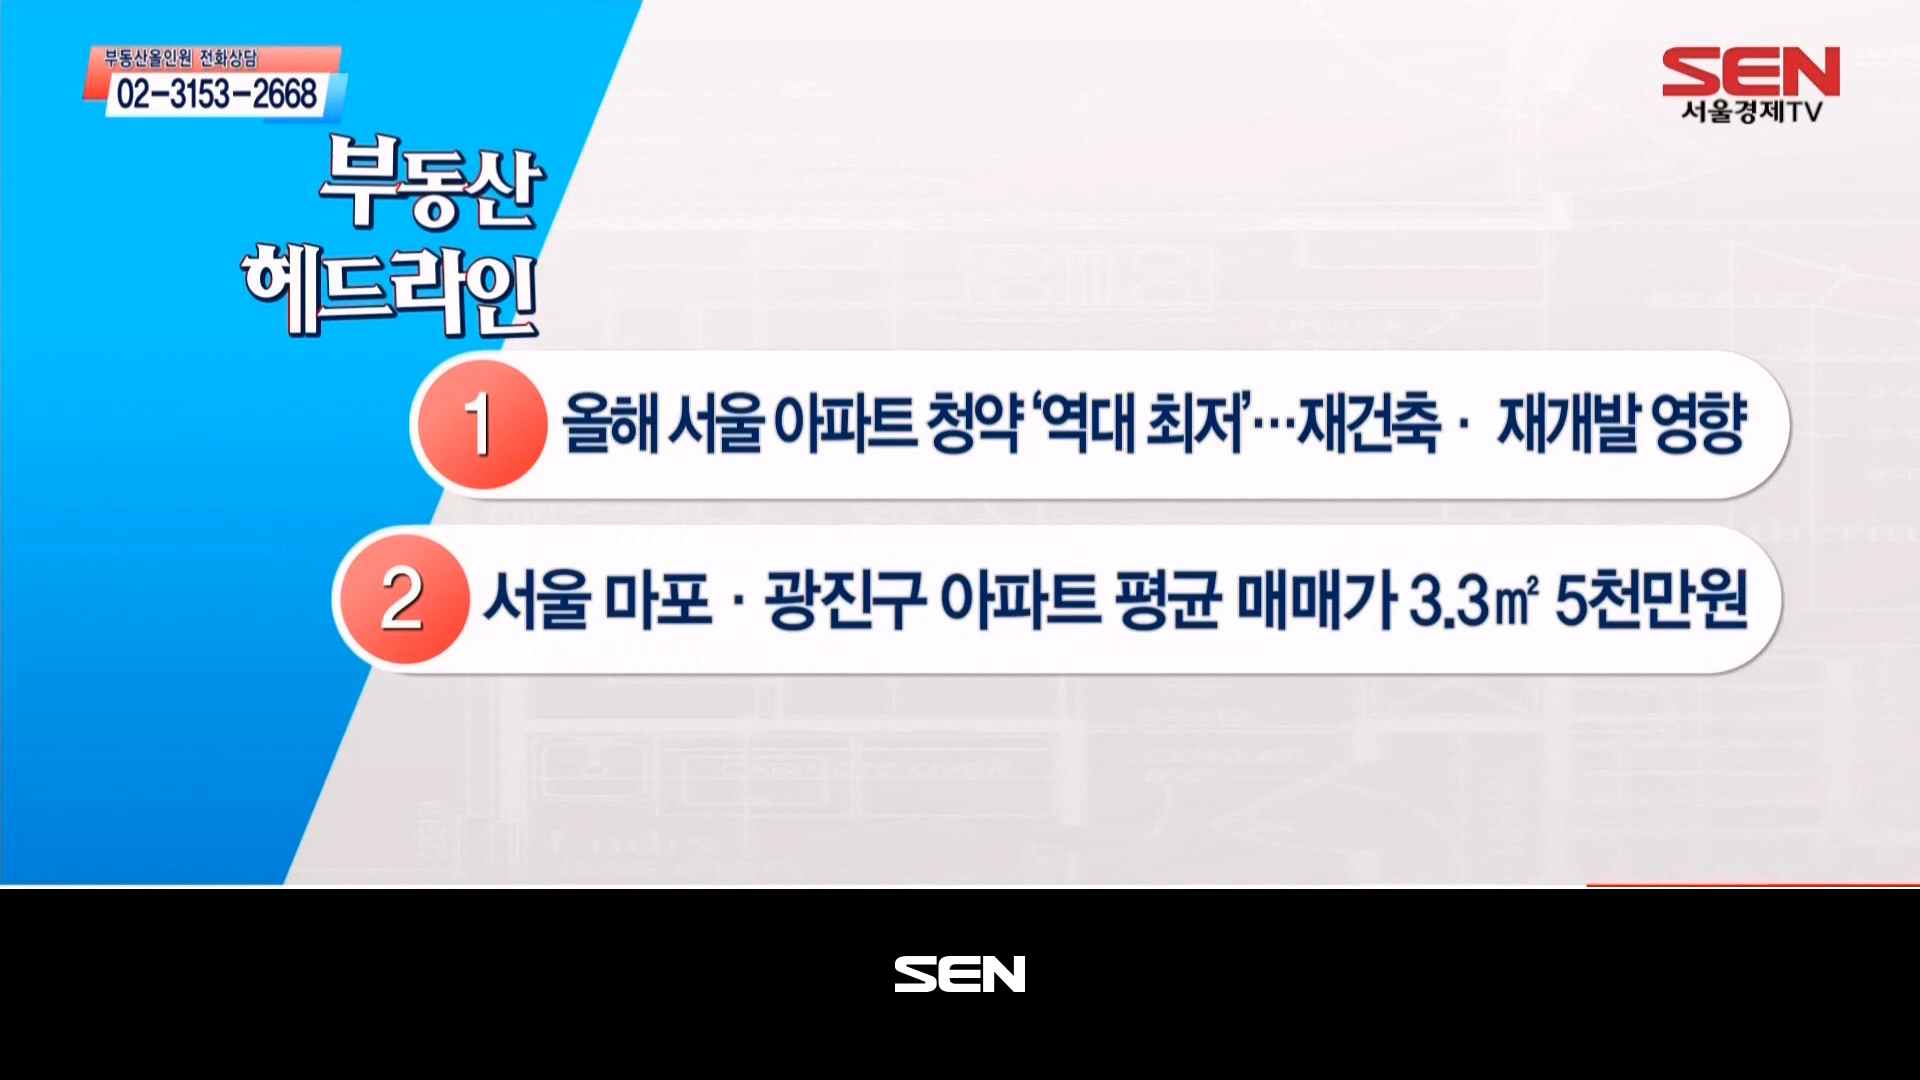 부동산올인원 전화상담
02-3153-2668
SEN
서울경제TV
부동산
헤드라인
1 올해 서울 아파트 청약 ‘역대 최저’…재건축· 재개발 영향
2 서울 마포·광진구 아파트 평균 매매가 3.3㎡ 5천만원
SEN